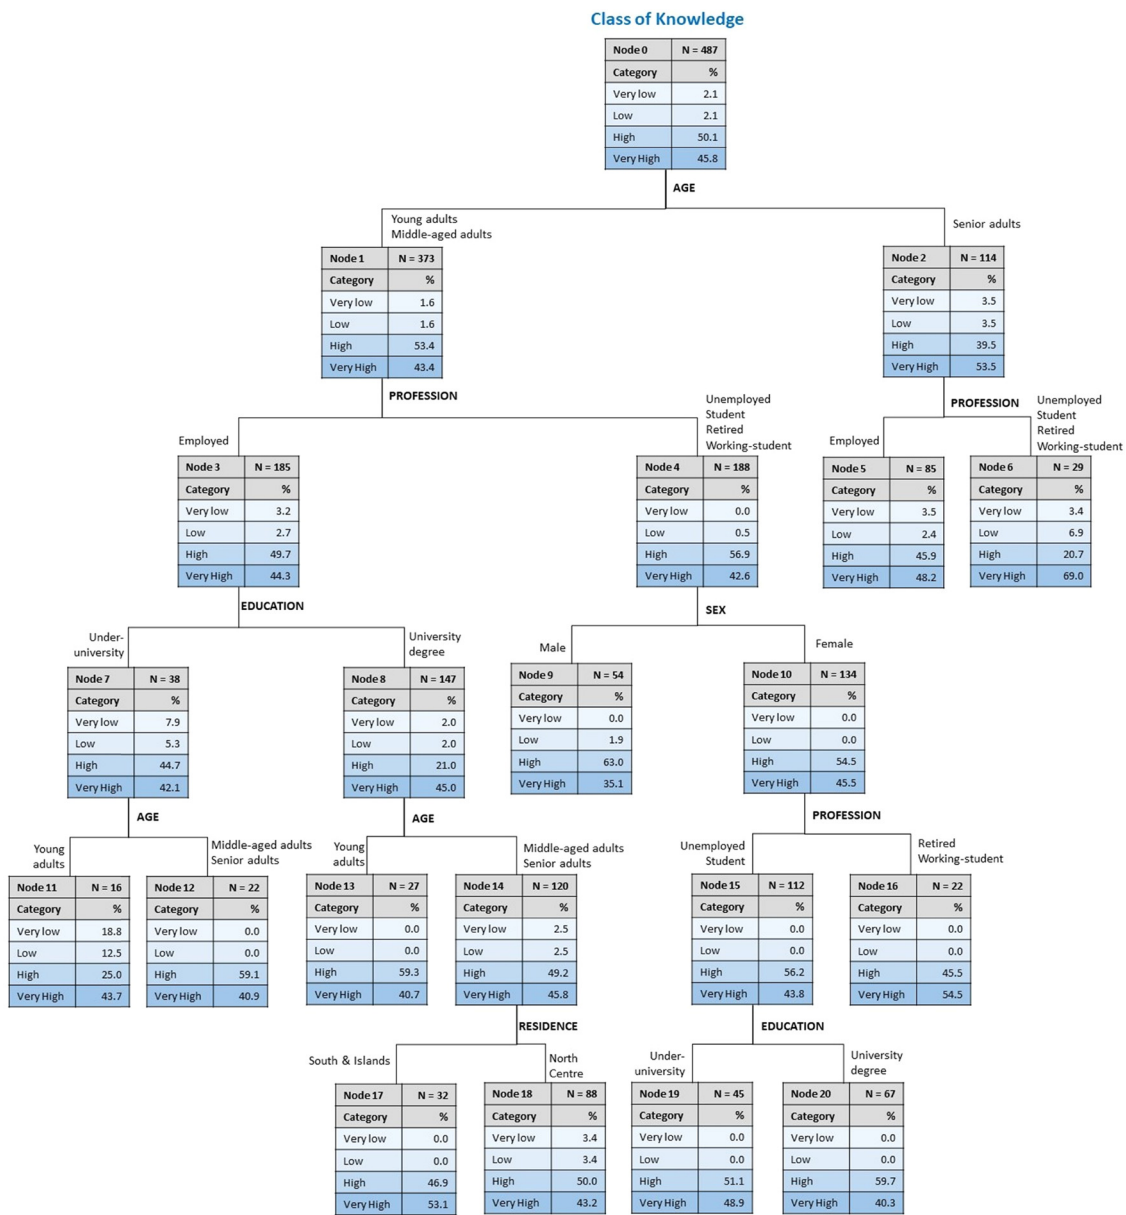 Class of Knowledge
Node 0 N = 487
Category %
Very low 2.1
Low 2.1
High 50.1
Very High 45.8
AGE
Young adults
Middle-aged adults
Senior adults
Node 1 N = 373
Category %
Very low 1.6
Low 1.6
High 53.4
Very High 43.4
Node 2 N = 114
Category %
Very low 3.5
Low 3.5
High 39.5
Very High 53.5
PROFESSION
PROFESSION
Employed
Unemployed
Student
Retired
Working-student
Employed
Unemployed
Student
Retired
Working-student
Node 3 N = 185
Category %
Very low 3.2
Low 2.7
High 49.7
Very High 44.3
Node 4 N = 188
Category %
Very low 0.0
Low 0.5
High 56.9
Very High 42.6
Node 5 N = 85
Category %
Very low 3.5
Low 2.4
High 45.9
Very High 48.2
Node 6 N = 29
Category %
Very low 3.4
Low 6.9
High 20.7
Very High 69.0
EDUCATION
SEX
Under-
university
University
degree
Male
Female
Node 7 N = 38
Category %
Very low 7.9
Low 5.3
High 44.7
Very High 42.1
Node 8 N = 147
Category %
Very low 2.0
Low 2.0
High 21.0
Very High 45.0
Node 9 N = 54
Category %
Very low 0.0
Low 1.9
High 63.0
Very High 35.1
Node 10 N = 134
Category %
Very low 0.0
Low 0.0
High 54.5
Very High 45.5
AGE
AGE
PROFESSION
Young
adults
Middle-aged adults
Senior adults
Young
adults
Middle-aged adults
Senior adults
Unemployed
Student
Retired
Working-student
Node 11 N = 16
Category %
Very low 18.8
Low 12.5
High 25.0
Very High 43.7
Node 12 N = 22
Category %
Very low 0.0
Low 0.0
High 59.1
Very High 40.9
Node 13 N = 27
Category %
Very low 0.0
Low 0.0
High 59.3
Very High 40.7
Node 14 N = 120
Category %
Very low 2.5
Low 2.5
High 49.2
Very High 45.8
Node 15 N = 112
Category %
Very low 0.0
Low 0.0
High 56.2
Very High 43.8
Node 16 N = 22
Category %
Very low 0.0
Low 0.0
High 45.5
Very High 54.5
RESIDENCE
EDUCATION
South & Islands
North
Centre
Under-
university
University
degree
Node 17 N = 32
Category %
Very low 0.0
Low 0.0
High 46.9
Very High 53.1
Node 18 N = 88
Category %
Very low 3.4
Low 3.4
High 50.0
Very High 43.2
Node 19 N = 45
Category %
Very low 0.0
Low 0.0
High 51.1
Very High 48.9
Node 20 N = 67
Category %
Very low 0.0
Low 0.0
High 59.7
Very High 40.3